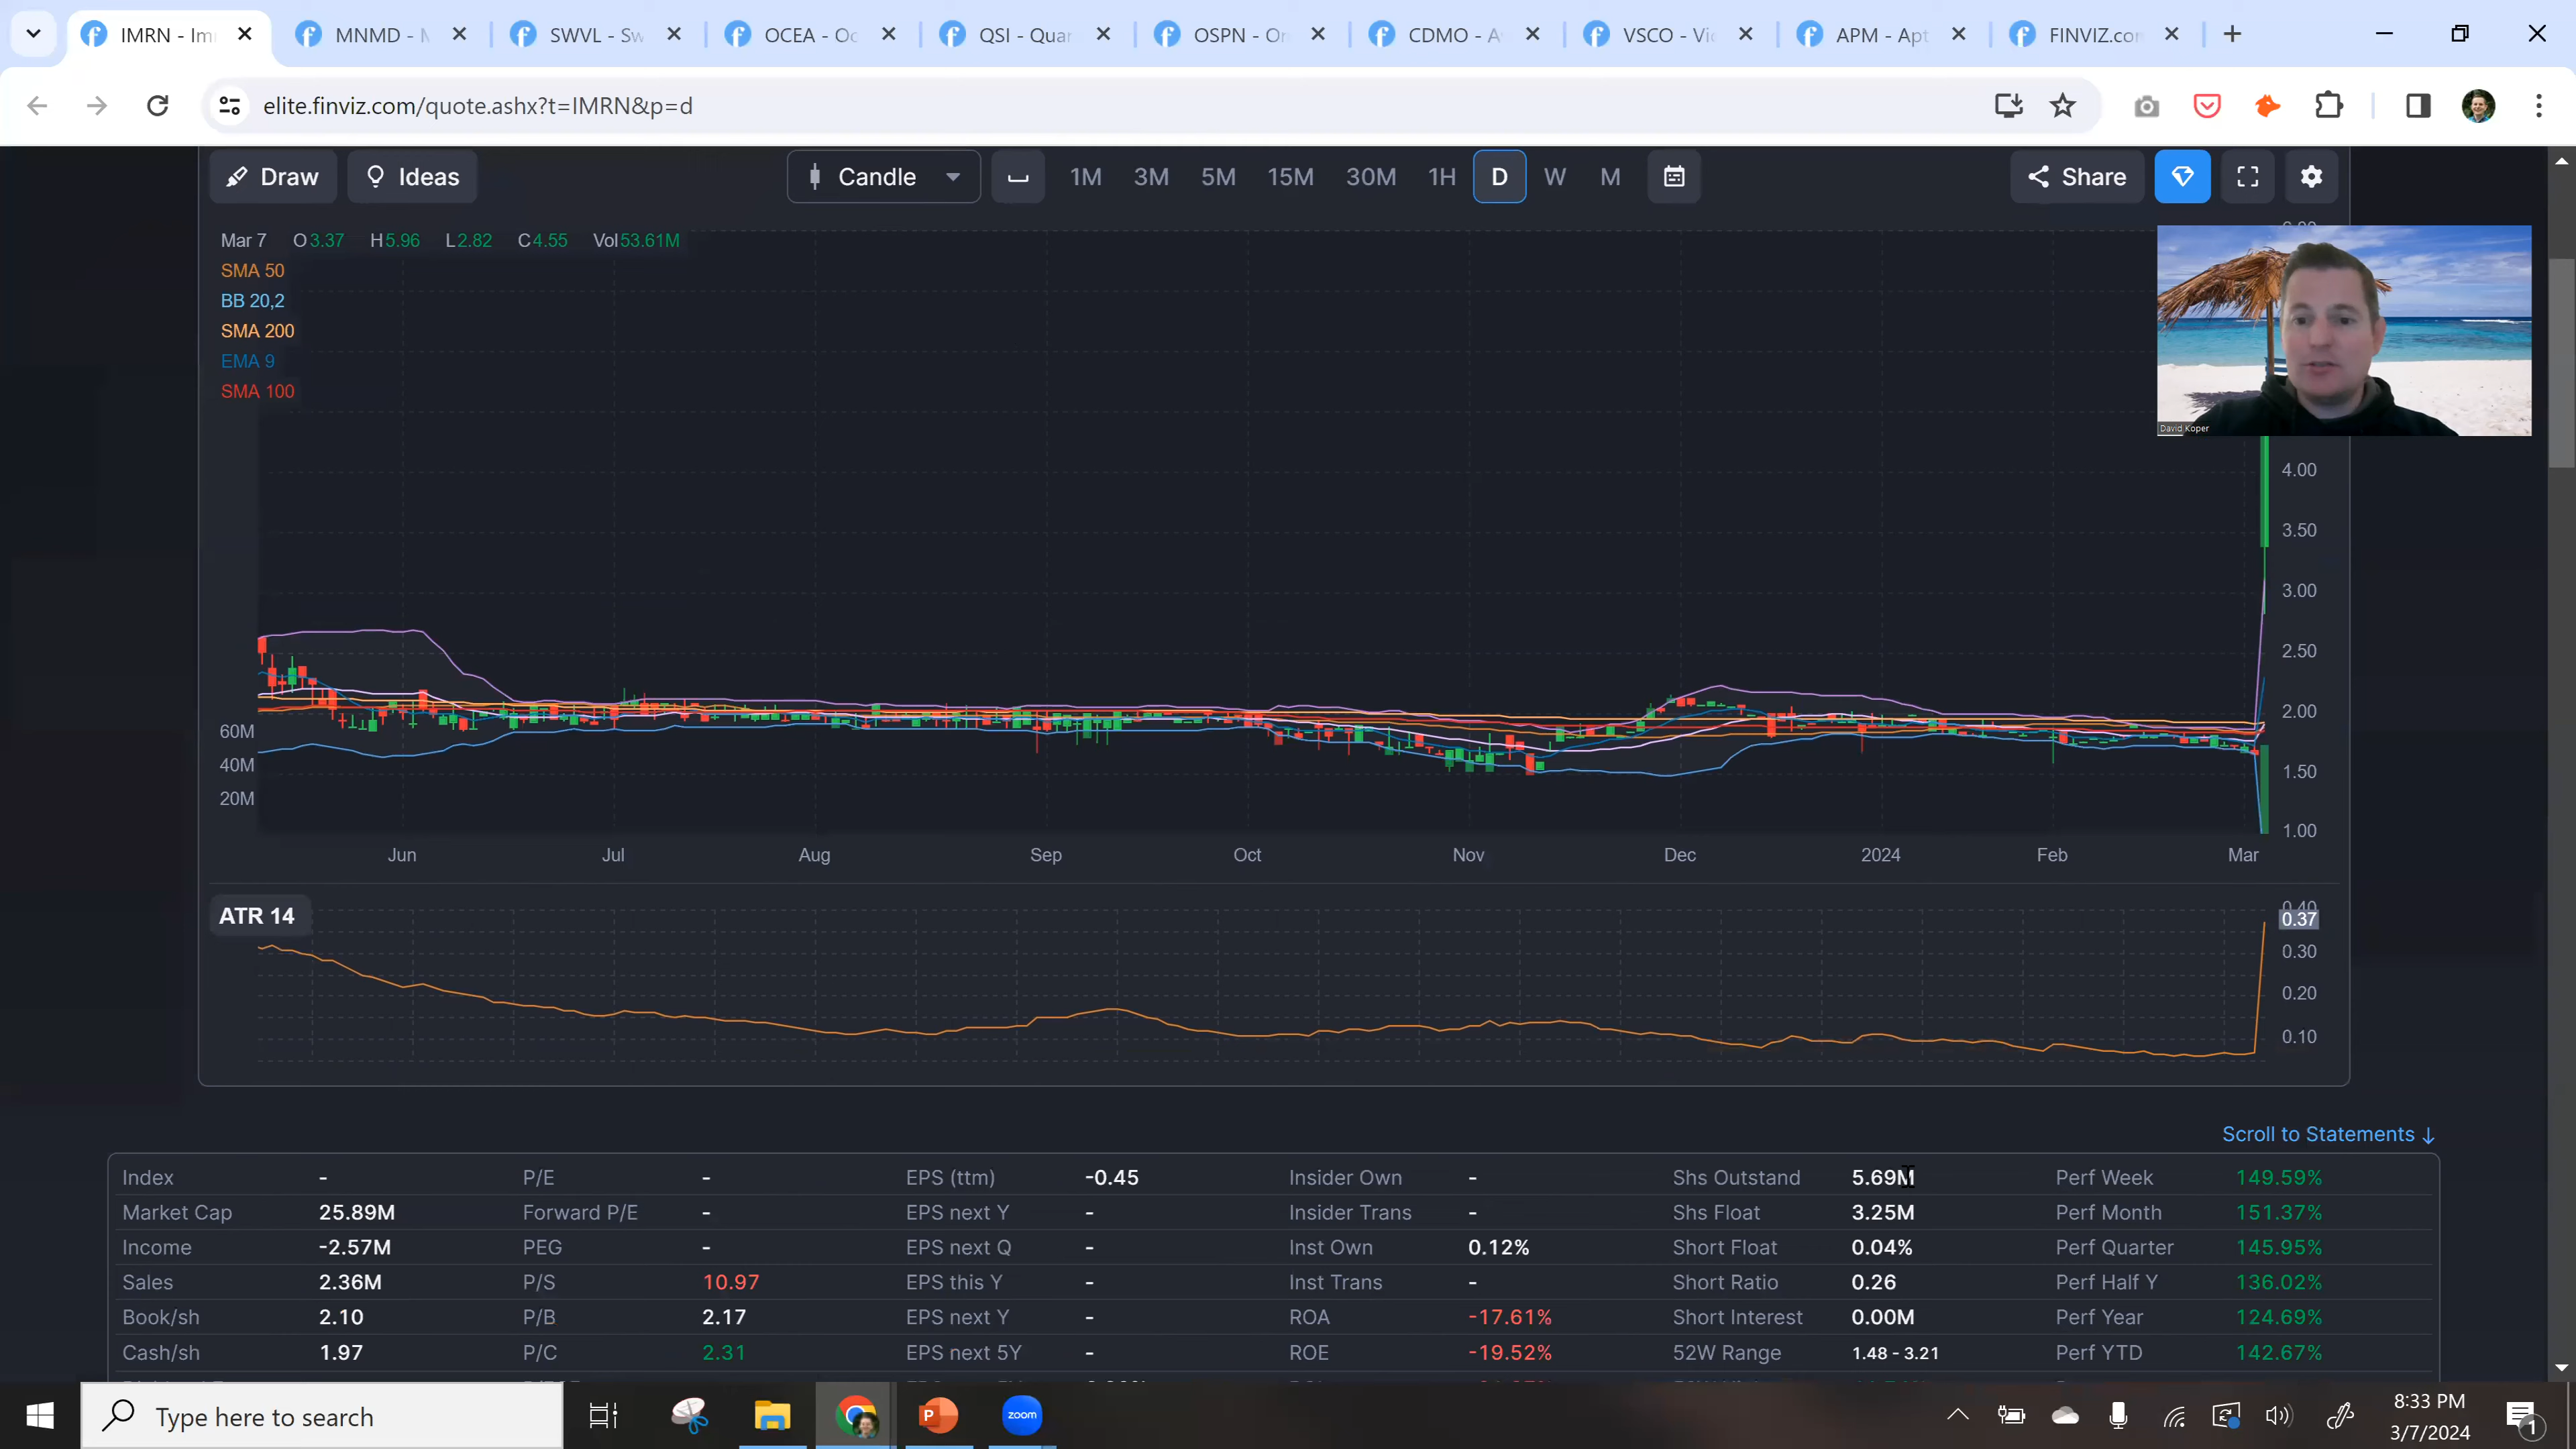 IMRN - Im
MNMD - M
SWVL - Sw
OCEA - Oc
QSI - Quan
OSPN - On
CDMO - A
VSCO - Vic
APM - Apt
FINVIZ.com
elite.finviz.com/quote.ashx?t=IMRN&p=d
Draw Ideas Candle 1M 3M 5M 15M 30M 1H D W M Share
Mar 7 O3.37 H5.96 L2.82 C4.55 Vol53.61M
SMA 50
BB 20,2
SMA 200
EMA 9
SMA 100
David Koper
4.00
3.50
3.00
2.50
2.00
60M
40M
1.50
20M
1.00
Jun Jul Aug Sep Oct Nov Dec 2024 Feb Mar
ATR 14
0.40
0.37
0.30
0.20
0.10
Scroll to Statements ↓
Index - P/E - EPS (ttm) -0.45 Insider Own - Shs Outstand 5.69M Perf Week 149.59%
Market Cap 25.89M Forward P/E - EPS next Y - Insider Trans - Shs Float 3.25M Perf Month 151.37%
Income -2.57M PEG - EPS next Q - Inst Own 0.12% Short Float 0.04% Perf Quarter 145.95%
Sales 2.36M P/S 10.97 EPS this Y - Inst Trans - Short Ratio 0.26 Perf Half Y 136.02%
Book/sh 2.10 P/B 2.17 EPS next Y - ROA -17.61% Short Interest 0.00M Perf Year 124.69%
Cash/sh 1.97 P/C 2.31 EPS next 5Y - ROE -19.52% 52W Range 1.48 - 3.21 Perf YTD 142.67%
Type here to search
zoom
8:33 PM
3/7/2024
1